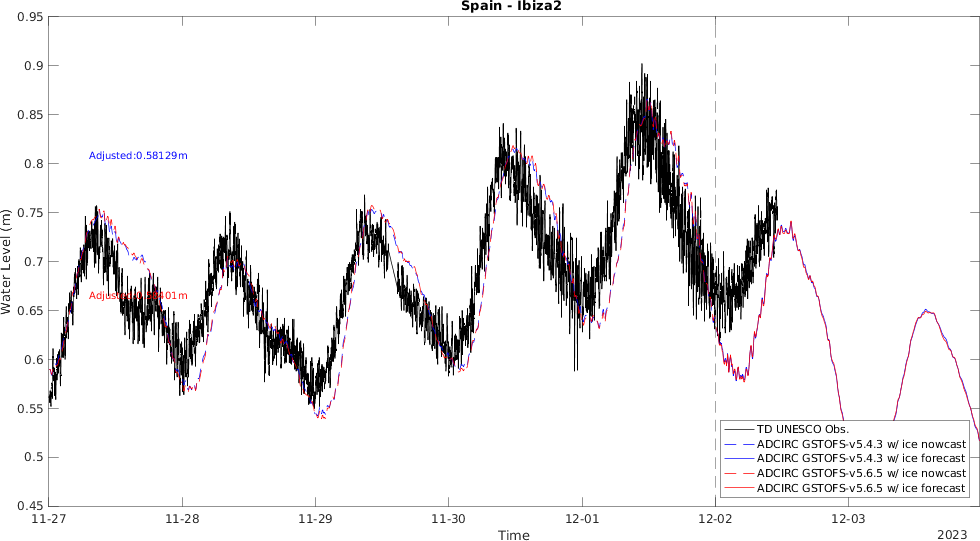 Spain - Ibiza2
0.95
0.9
0.85
0.8
0.75
0.7
0.65
0.6
0.55
0.5
0.45
Water Level (m)
Adjusted:0.58129m
TD UNESCO Obs.
ADCIRC GSTOFS-v5.4.3 w/ ice nowcast
ADCIRC GSTOFS-v5.4.3 w/ ice forecast
ADCIRC GSTOFS-v5.6.5 w/ ice nowcast
ADCIRC GSTOFS-v5.6.5 w/ ice forecast
11-27 11-28 11-29 11-30 12-01 12-02 12-03
Time
2023